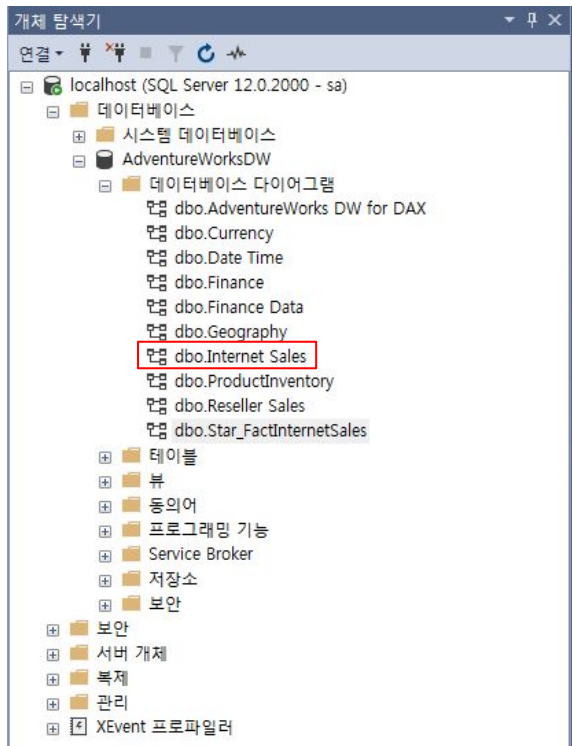 개체 탐색기
연결
localhost (SQL Server 12.0.2000 - sa)
데이터베이스
시스템 데이터베이스
AdventureWorksDW
데이터베이스 다이어그램
dbo.AdventureWorks DW for DAX
dbo.Currency
dbo.Date Time
dbo.Finance
dbo.Finance Data
dbo.Geography
dbo.Internet Sales
dbo.ProductInventory
dbo.Reseller Sales
dbo.Star_FactInternetSales
테이블
뷰
동의어
프로그래밍 기능
Service Broker
저장소
보안
보안
서버 개체
복제
관리
XEvent 프로파일러